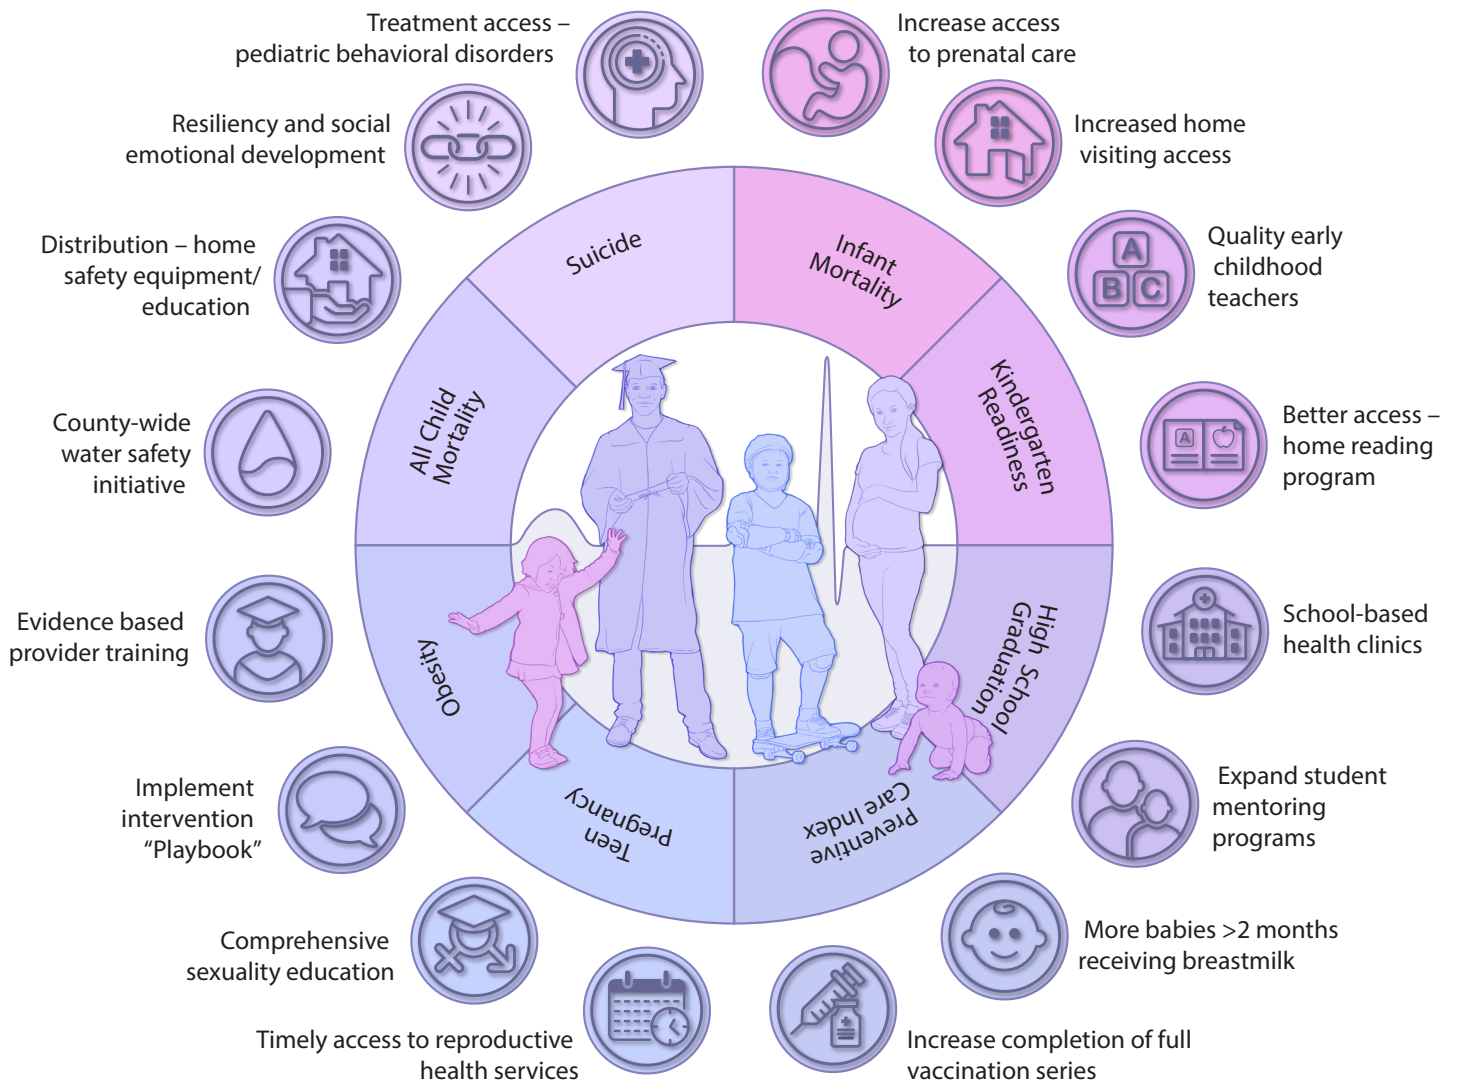 Treatment access –
pediatric behavioral disorders
Increase access
to prenatal care
Resiliency and social
emotional development
Increased home
visiting access
Distribution – home
safety equipment/
education
Quality early
childhood
teachers
County-wide
water safety
initiative
Better access –
home reading
program
Evidence based
provider training
School-based
health clinics
Implement
intervention
“Playbook”
Expand student
mentoring
programs
Comprehensive
sexuality education
More babies >2 months
receiving breastmilk
Timely access to reproductive
health services
Increase completion of full
vaccination series
Suicide
Infant
Mortality
Kindergarten
Readiness
High School
Graduation
Preventive
Care Index
Teen
Pregnancy
Obesity
All Child
Mortality
A
B C
A